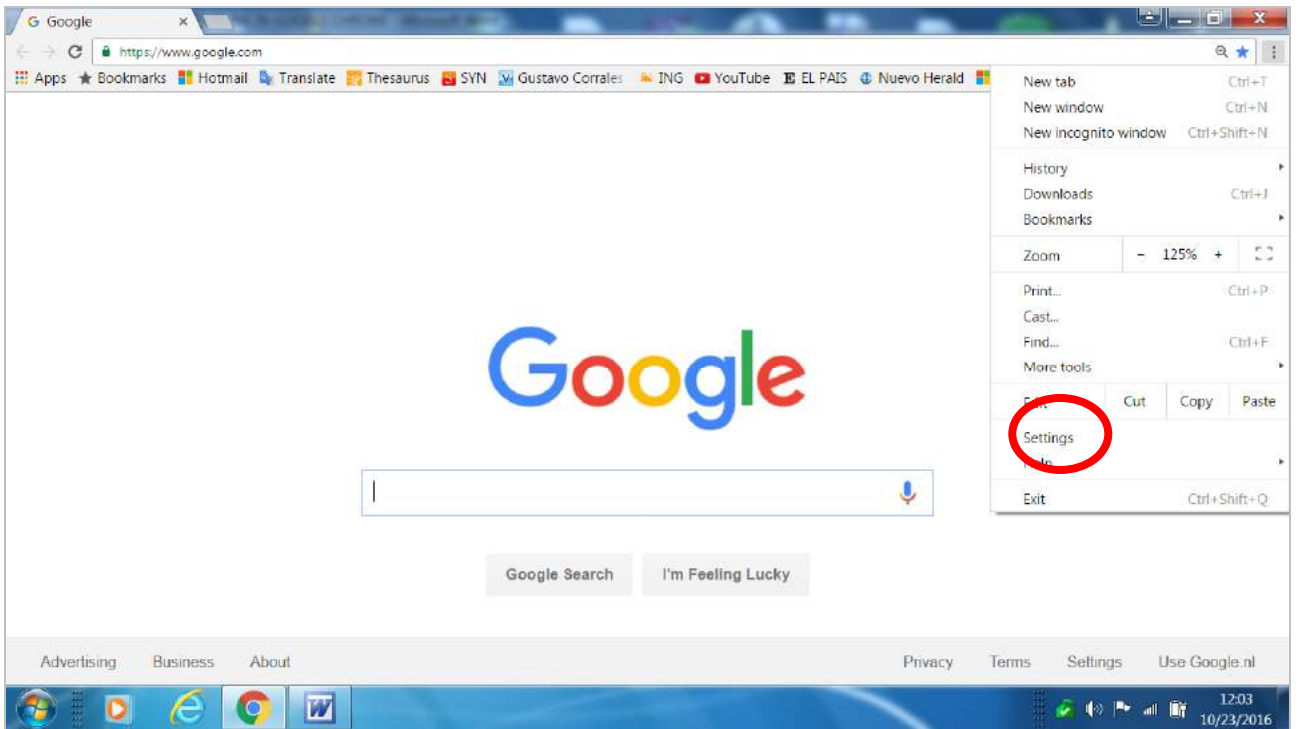 G Google
https://www.google.com
Apps Bookmarks Hotmail Translate Thesaurus SYN Gustavo Corrales ING YouTube E EL PAIS Nuevo Herald
New tab Ctrl+T
New window Ctrl+N
New incognito window Ctrl+Shift+N
History
Downloads Ctrl+J
Bookmarks
Zoom - 125% +
Print... Ctrl+P
Cast...
Find... Ctrl+F
More tools
Edit Cut Copy Paste
Settings
Help
Exit Ctrl+Shift+Q
Google
Google Search I'm Feeling Lucky
Advertising Business About Privacy Terms Settings Use Google.nl
W 12:03
10/23/2016